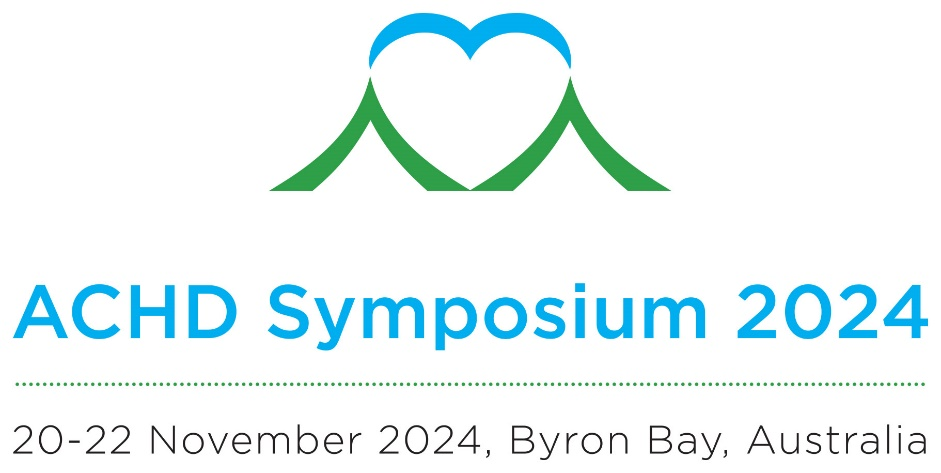 ACHD Symposium 2024
20-22 November 2024, Byron Bay, Australia